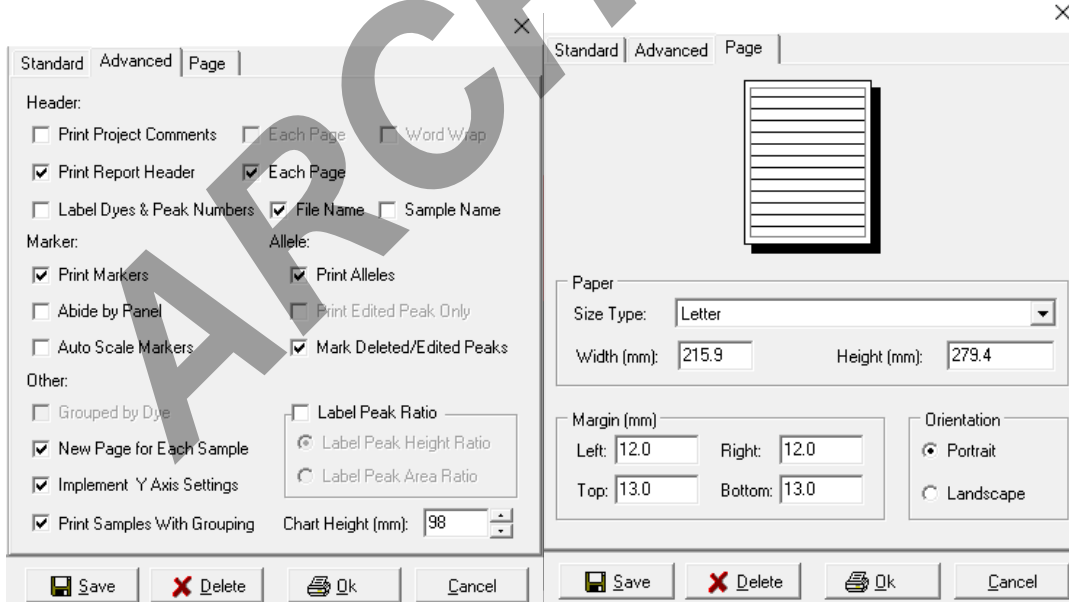 Standard Advanced Page
Header:
Print Project Comments Each Page Word Wrap
Print Report Header Each Page
Label Dyes & Peak Numbers File Name Sample Name
Marker: Allele:
Print Markers Print Alleles
Abide by Panel Print Edited Peak Only
Auto Scale Markers Mark Deleted/Edited Peaks
Other:
Grouped by Dye Label Peak Ratio
New Page for Each Sample Label Peak Height Ratio
Implement Y Axis Settings Label Peak Area Ratio
Print Samples With Grouping Chart Height (mm): 98
Save Delete Ok Cancel
Standard Advanced Page
Paper
Size Type: Letter
Width (mm): 215.9 Height (mm): 279.4
Margin (mm) Orientation
Left: 12.0 Right: 12.0 Portrait
Top: 13.0 Bottom: 13.0 Landscape
Save Delete Ok Cancel